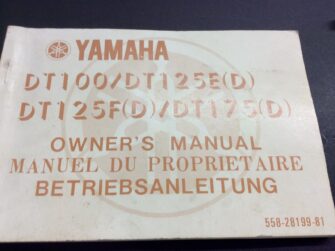 YAMAHA
DT100/DT125E(D)
DT125F(D)/DT175(D)
OWNER'S MANUAL
MANUEL DU PROPRIETAIRE
BETRIEBSANLEITUNG
558-28199-81